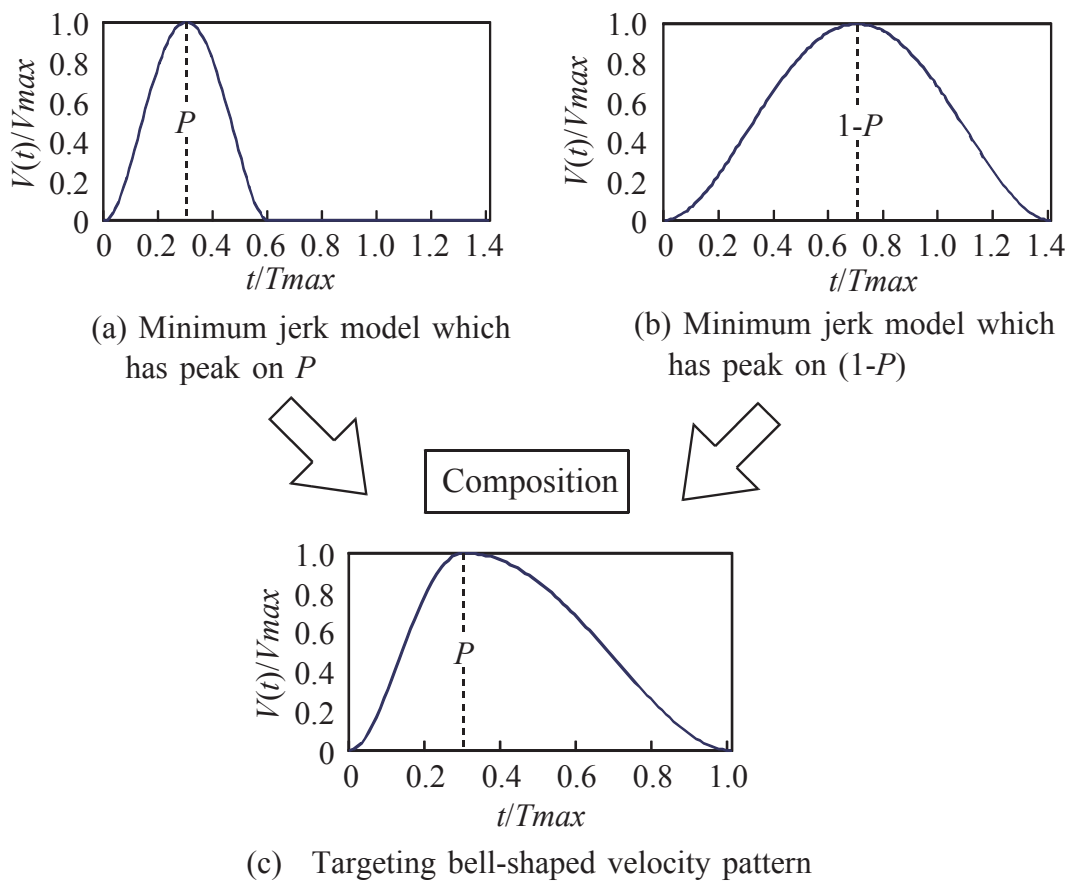 1.0
0.8
0.6
0.4
0.2
0
V(t)/Vmax
P
0 0.2 0.4 0.6 0.8 1.0 1.2 1.4
t/Tmax
(a) Minimum jerk model which
has peak on P
1.0
0.8
0.6
0.4
0.2
0
V(t)/Vmax
1-P
0 0.2 0.4 0.6 0.8 1.0 1.2 1.4
t/Tmax
(b) Minimum jerk model which
has peak on (1-P)
Composition
1.0
0.8
0.6
0.4
0.2
0
V(t)/Vmax
P
0 0.2 0.4 0.6 0.8 1.0
t/Tmax
(c) Targeting bell-shaped velocity pattern